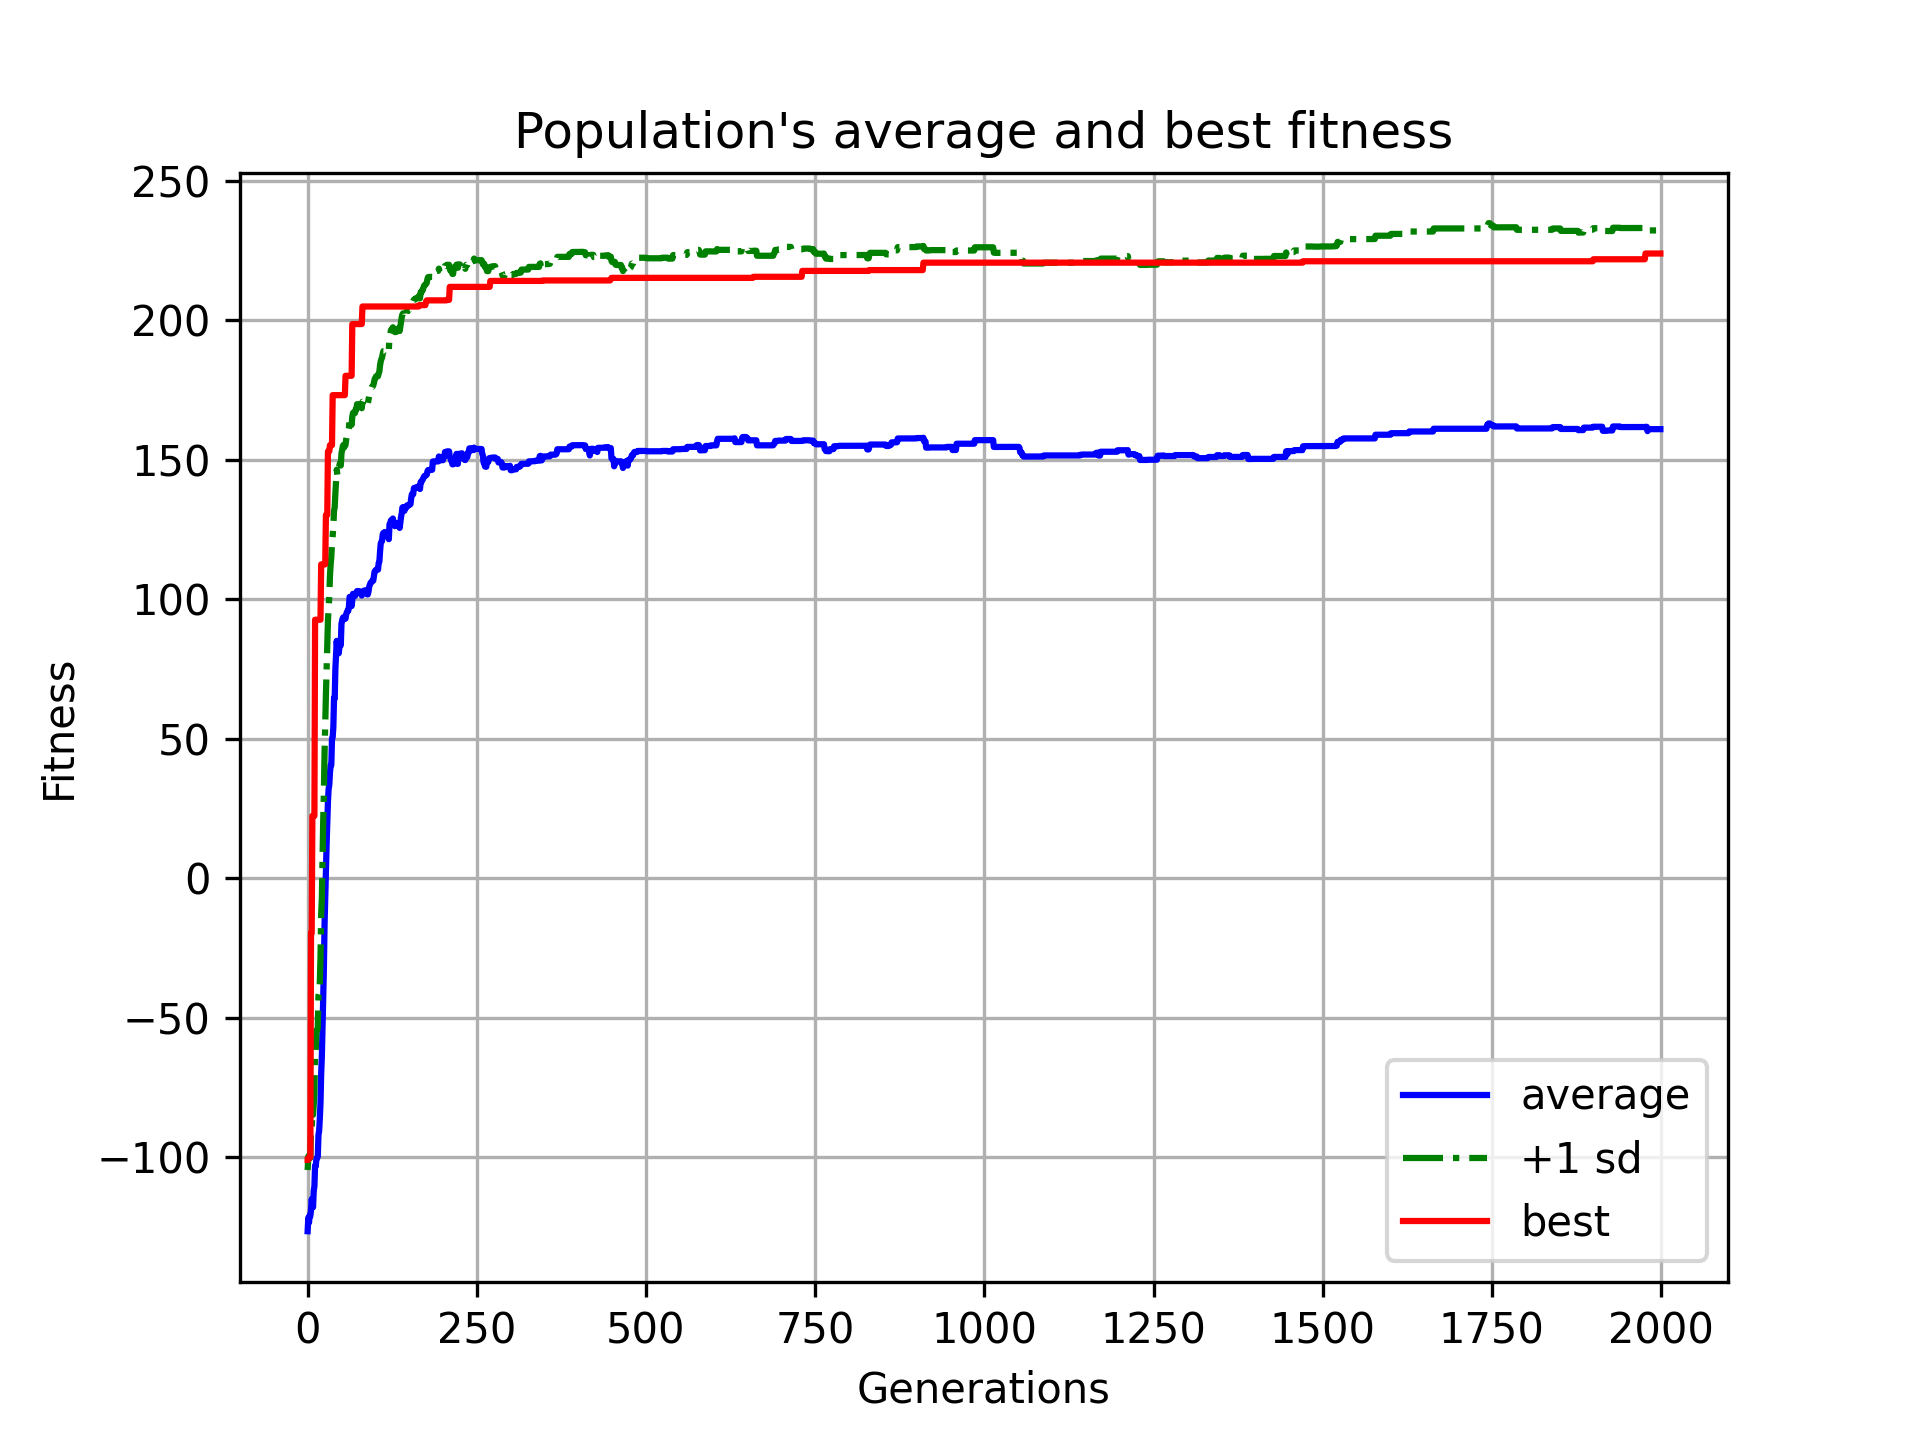 Population's average and best fitness
250
200
150
100
50
0
−50
−100
Fitness
0 250 500 750 1000 1250 1500 1750 2000
Generations
average
+1 sd
best